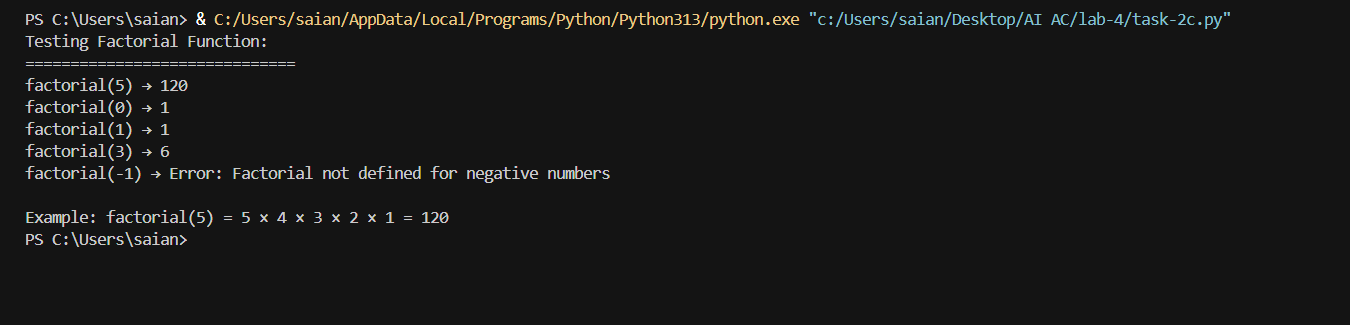 PS C:\Users\saian> & C:/Users/saian/AppData/Local/Programs/Python/Python313/python.exe "c:/Users/saian/Desktop/AI AC/lab-4/task-2c.py"
Testing Factorial Function:
==============================
factorial(5) → 120
factorial(0) → 1
factorial(1) → 1
factorial(3) → 6
factorial(-1) → Error: Factorial not defined for negative numbers
Example: factorial(5) = 5 × 4 × 3 × 2 × 1 = 120
PS C:\Users\saian>